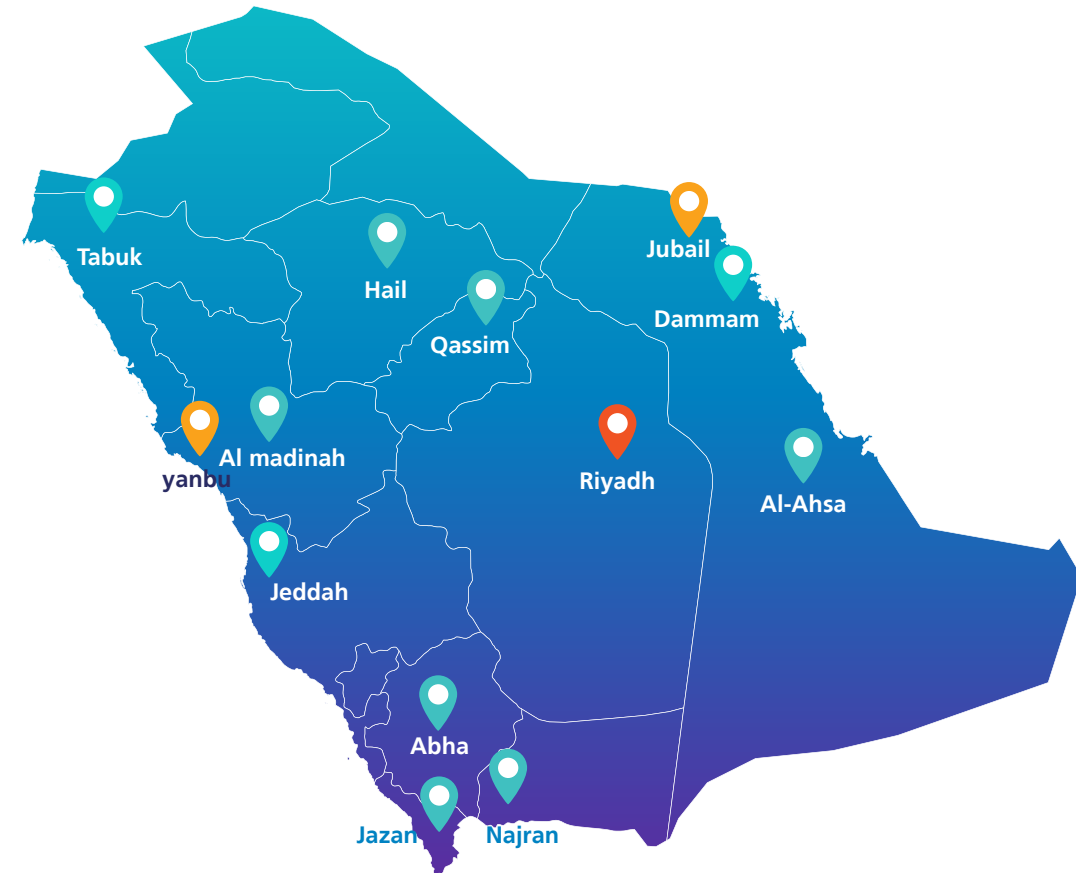 Tabuk
Jubail
Hail
Dammam
Qassim
Al madinah
yanbu
Riyadh
Al-Ahsa
Jeddah
Abha
Jazan
Najran